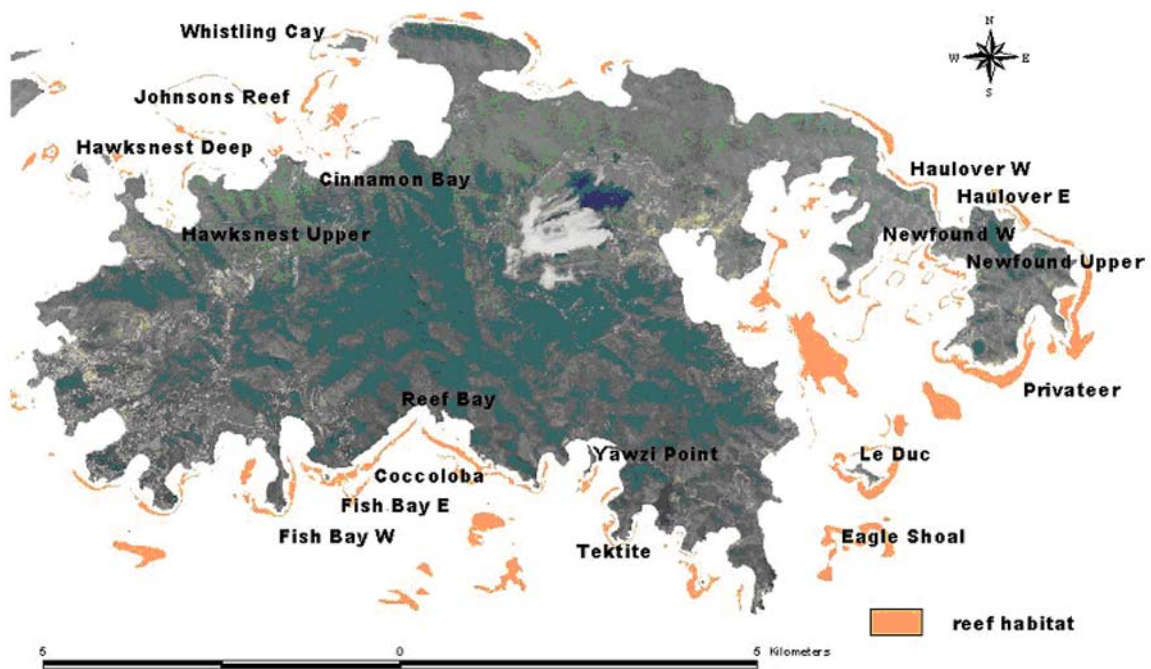 Whistling Cay
N
W E
S
Johnsons Reef
Hawksnest Deep
Cinnamon Bay
Haulover W
Haulover E
Hawksnest Upper
Newfound W
Newfound Upper
Privateer
Reef Bay
Yawzi Point
Le Duc
Coccoloba
Fish Bay E
Fish Bay W
Tektite
Eagle Shoal
reef habitat
5 0 5 Kilometers